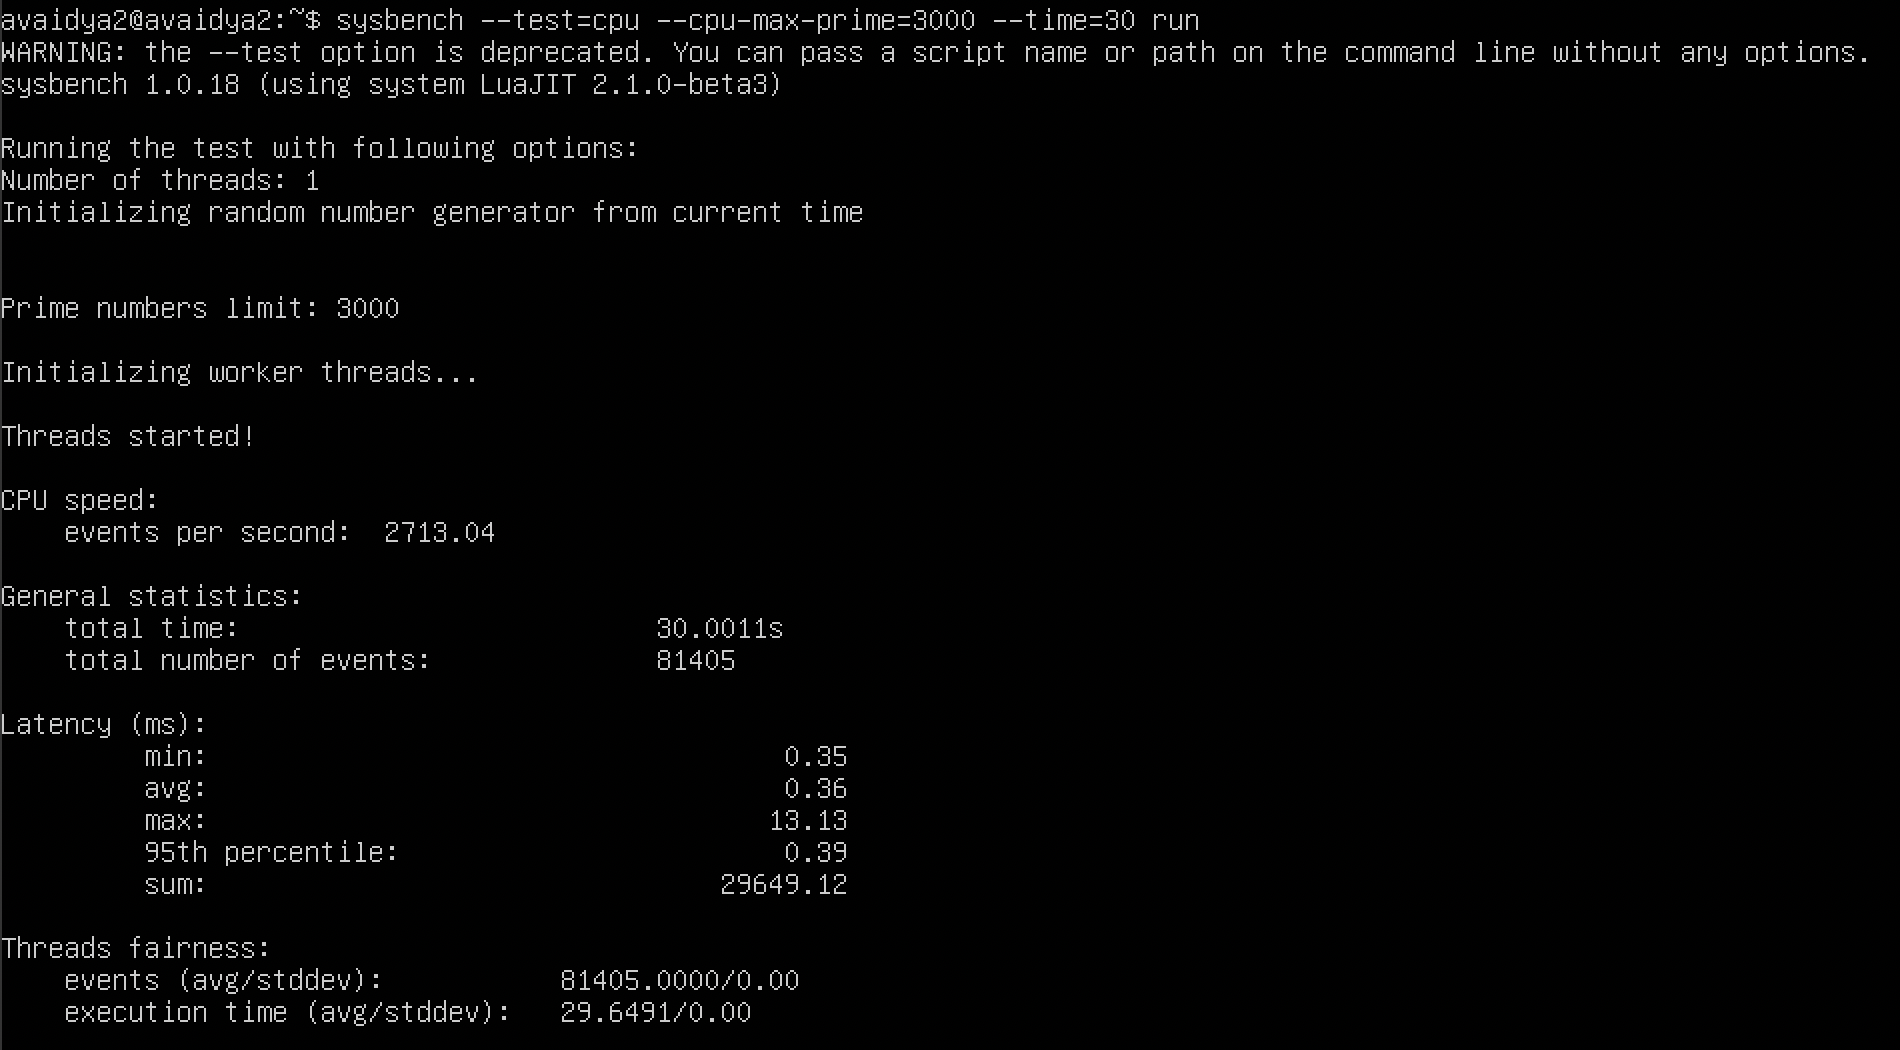 avaidya2@avaidya2:~$ sysbench --test=cpu --cpu-max-prime=3000 --time=30 run
WARNING: the --test option is deprecated. You can pass a script name or path on the command line without any options.
sysbench 1.0.18 (using system LuaJIT 2.1.0-beta3)
Running the test with following options:
Number of threads: 1
Initializing random number generator from current time
Prime numbers limit: 3000
Initializing worker threads...
Threads started!
CPU speed:
events per second: 2713.04
General statistics:
total time: 30.0011s
total number of events: 81405
Latency (ms):
min: 0.35
avg: 0.36
max: 13.13
95th percentile: 0.39
sum: 29649.12
Threads fairness:
events (avg/stddev): 81405.0000/0.00
execution time (avg/stddev): 29.6491/0.00